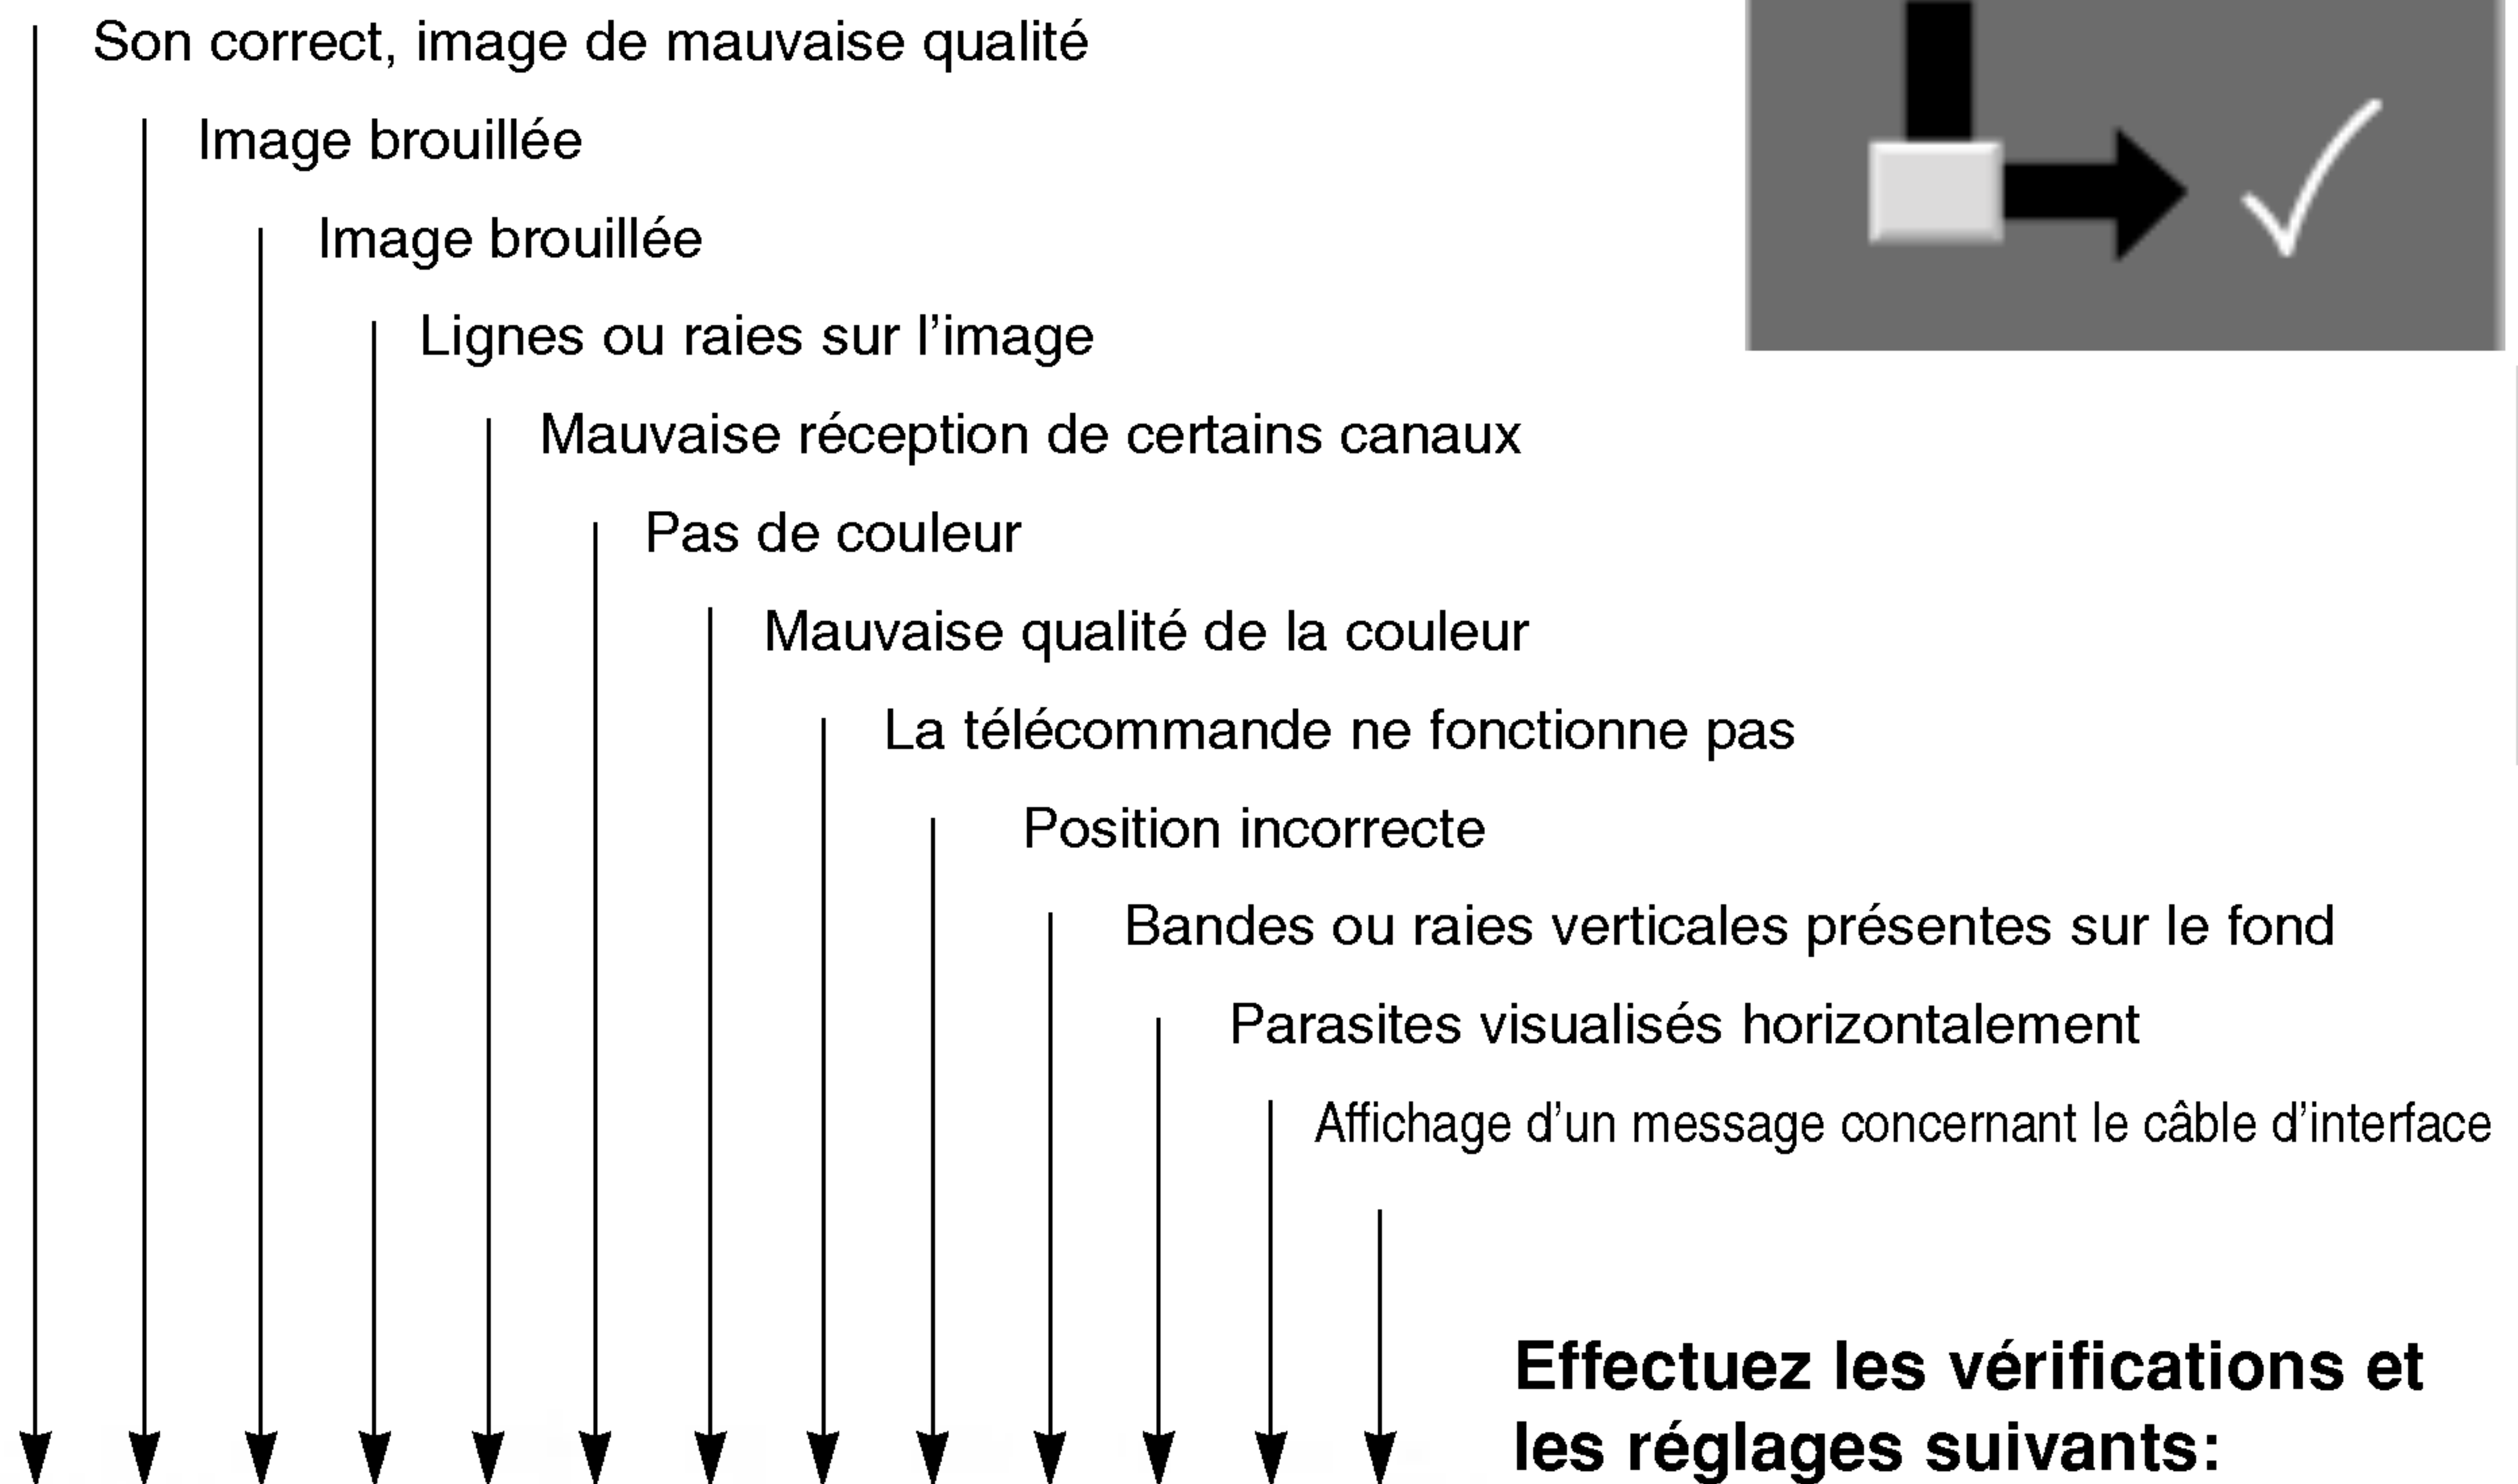 Son correct, image de mauvaise qualité
Image brouillée
Image brouillée
Lignes ou raies sur l'image
Mauvaise réception de certains canaux
Pas de couleur
Mauvaise qualité de la couleur
La télécommande ne fonctionne pas
Position incorrecte
Bandes ou raies verticales présentes sur le fond
Parasites visualisés horizontalement
Affichage d'un message concernant le câble d'interface
Effectuez les vérifications et
les réglages suivants: